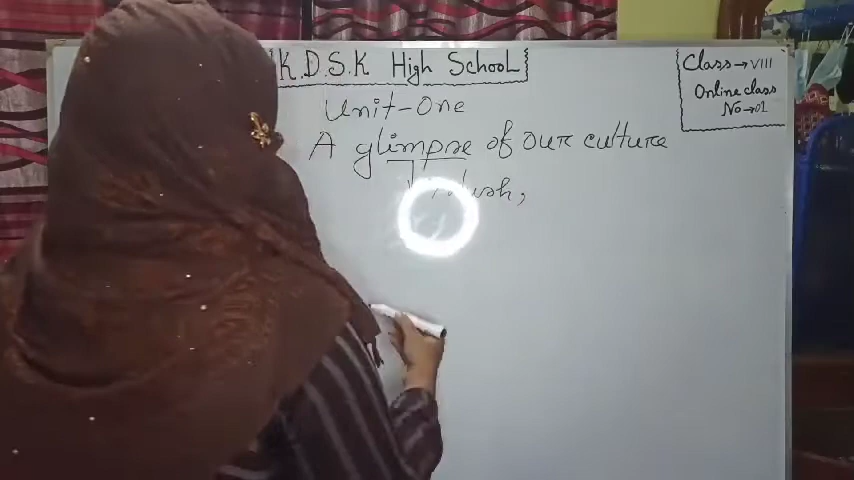 K.D.S.K High School
Class → VIII
Online class
No → 01
Unit-One
A glimpse of our culture